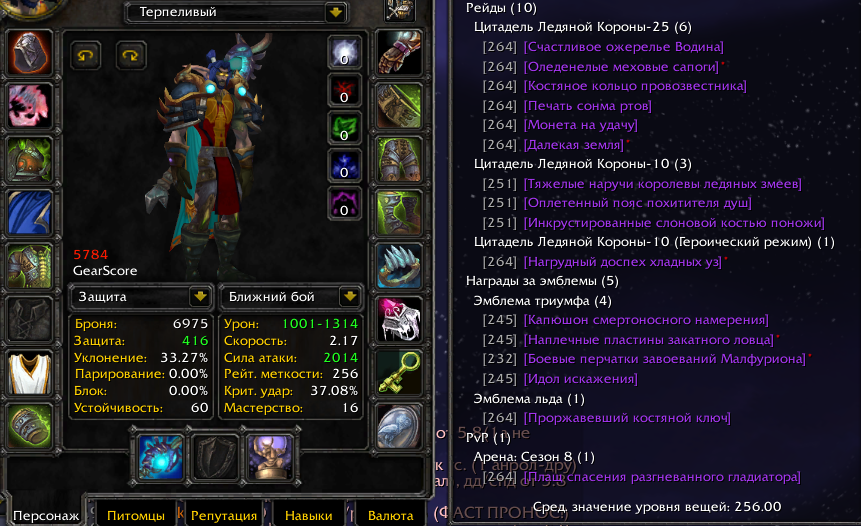 Терпеливый
0
0
0
0
0
5784
GearScore
Защита
Броня: 6975
Защита: 416
Уклонение: 33.27%
Парирование: 0.00%
Блок: 0.00%
Устойчивость: 60
Ближний бой
Урон: 1001-1314
Скорость: 2.17
Сила атаки: 2014
Рейт. меткости: 256
Крит. удар: 37.08%
Мастерство: 16
Персонаж
Питомцы
Репутация
Навыки
Валюта
Рейды (10)
Цитадель Ледяной Короны-25 (6)
[264] [Счастливое ожерелье Водина]
[264] [Оледенелые меховые сапоги]*
[264] [Костяное кольцо провозвестника]
[264] [Печать сонма ртов]
[264] [Монета на удачу]
[264] [Далекая земля]*
Цитадель Ледяной Короны-10 (3)
[251] [Тяжелые наручи королевы ледяных змеев]
[251] [Оплетенный пояс похитителя душ]
[251] [Инкрустированные слоновой костью поножи]
Цитадель Ледяной Короны-10 (Героический режим) (1)
[264] [Нагрудный доспех хладных уз]*
Награды за эмблемы (5)
Эмблема триумфа (4)
[245] [Капюшон смертоносного намерения]
[245] [Наплечные пластины закатного ловца]*
[232] [Боевые перчатки завоеваний Малфуриона]*
[245] [Идол искажения]
Эмблема льда (1)
[264] [Проржавевший костяной ключ]
PvP (1)
Арена: Сезон 8 (1)
[264] [Плащ спасения разгневанного гладиатора]
Сред. значение уровня вещей: 256.00
(ФАСТ ПРОНОС)